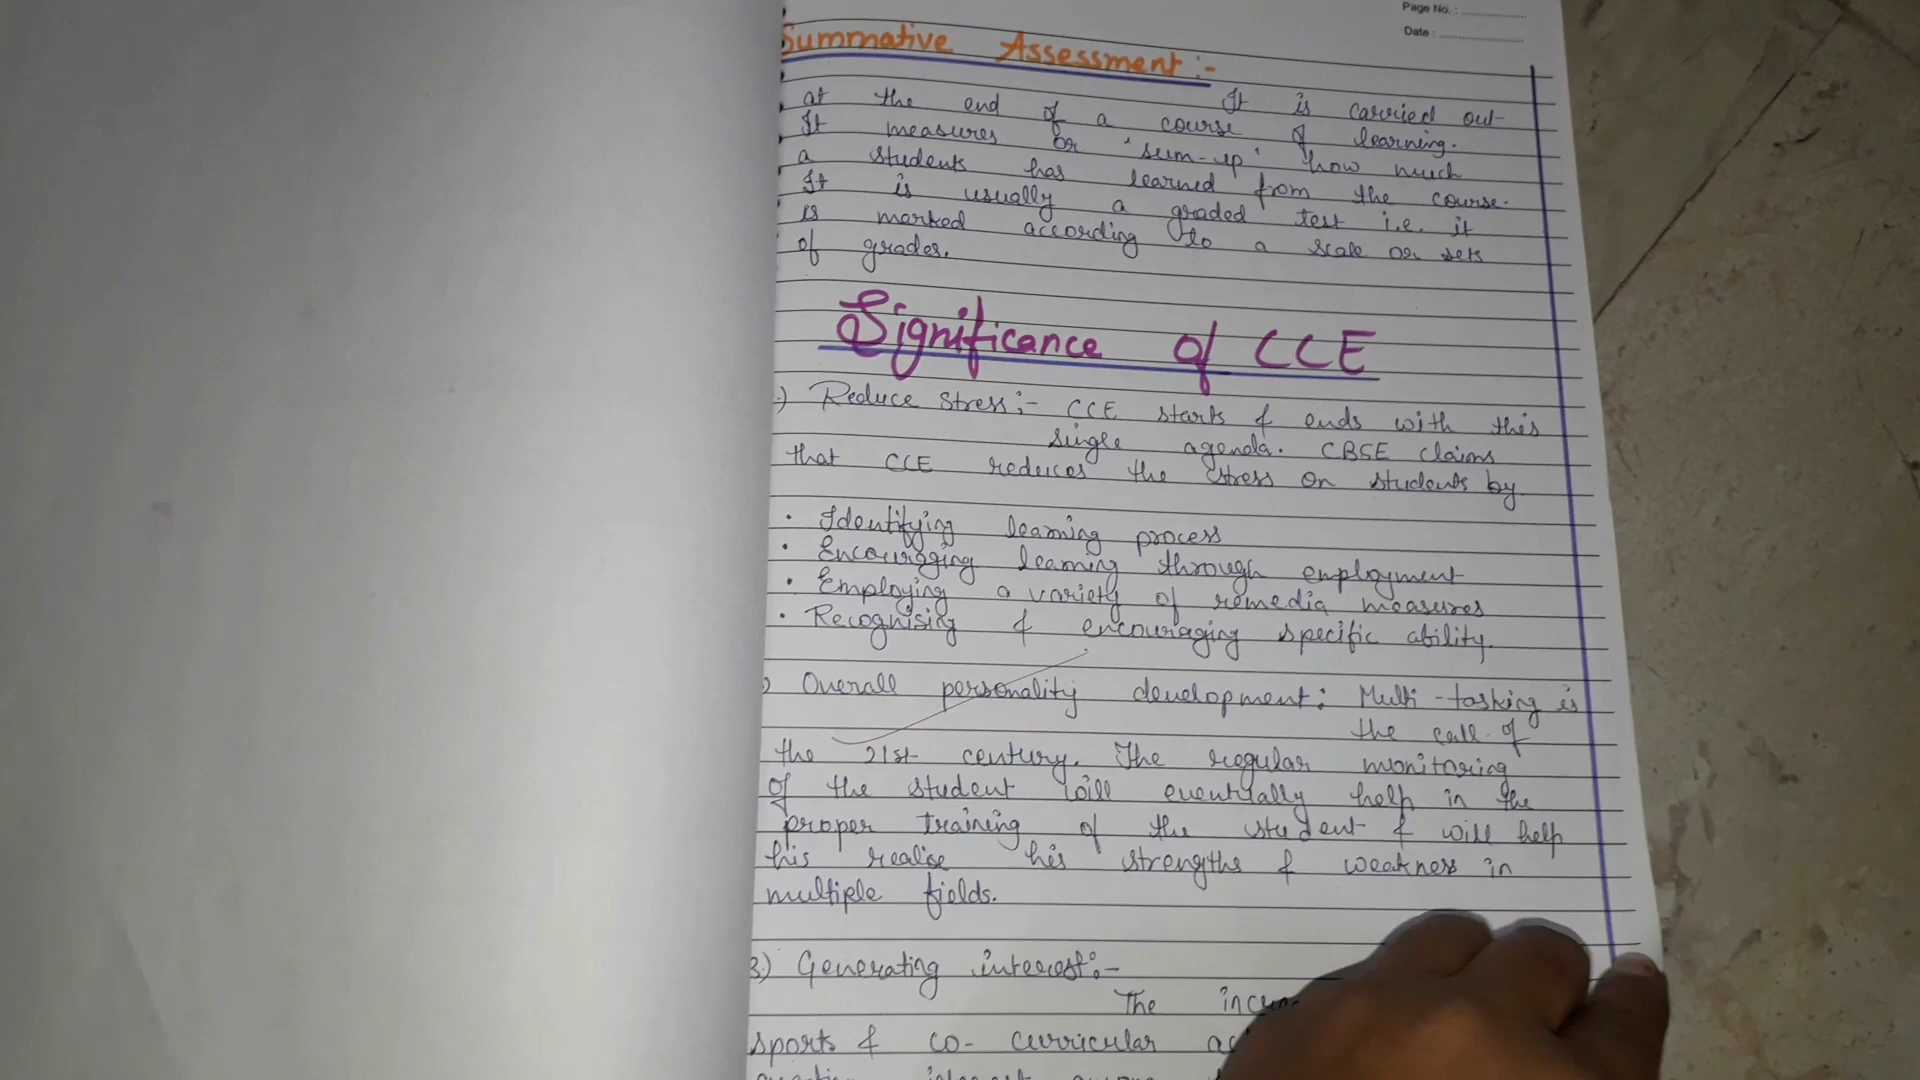 Page No. :
Date :
Summative Assessment :-
It is carried out
at the end of a course of learning.
It measures or 'sum-up' how much
a students has learned from the course.
It is usually a graded test i.e. it
is marked according to a scale or sets
of grades.
Significance of CCE
.) Reduce Stress :- CCE starts & ends with this
single agenda. CBSE claims
that CCE reduces the stress on students by
• Identifying learning process
• Encouraging learning through employment
• Employing a variety of remedia measures
• Recognising & encouraging specific ability.
) Overall personality development : Multi-tasking is
the call of
the 21st century. The regular monitoring
of the student will eventually help in the
proper training of the student & will help
his realise his strengths & weakness in
multiple fields.
3.) Generating interest :-
The
sports & co-curricular